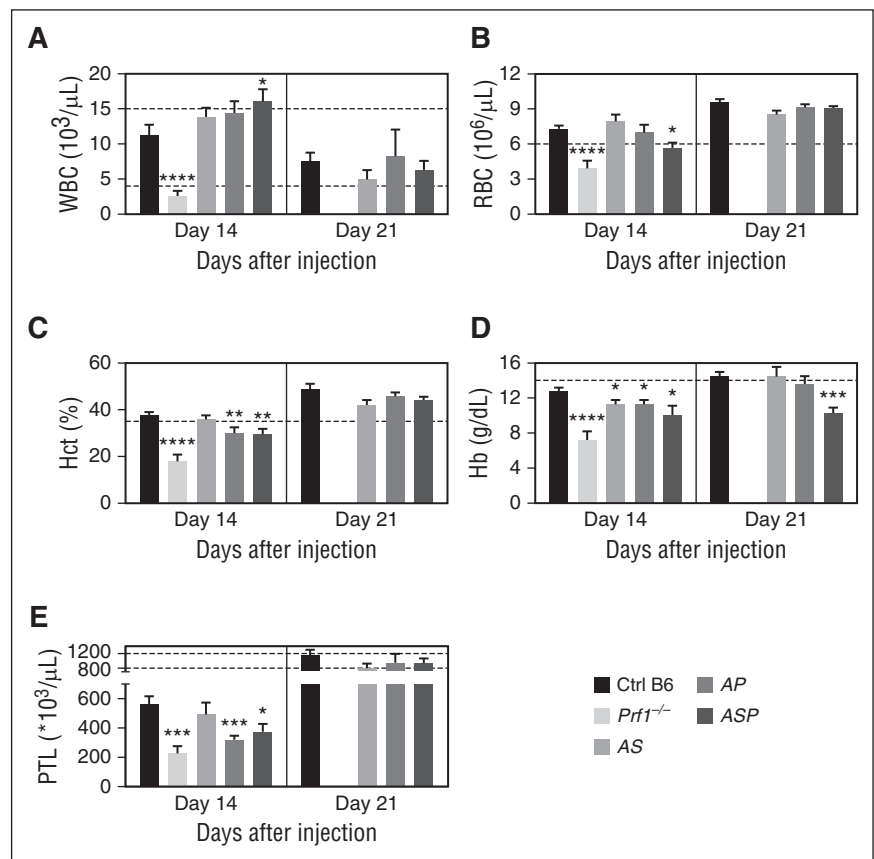 A
WBC (10³/μL)
20
15
10
5
0
*
****
Day 14
Day 21
Days after injection
B
RBC (10⁶/μL)
12
9
6
3
0
****
*
Day 14
Day 21
Days after injection
C
Hct (%)
60
40
20
0
****
**
**
Day 14
Day 21
Days after injection
D
Hb (g/dL)
16
12
8
4
0
****
*
*
*
***
Day 14
Day 21
Days after injection
E
PTL (*10³/μL)
1200
800
600
400
200
0
***
***
*
Day 14
Day 21
Days after injection
Ctrl B6
Prf1⁻/⁻
AS
AP
ASP